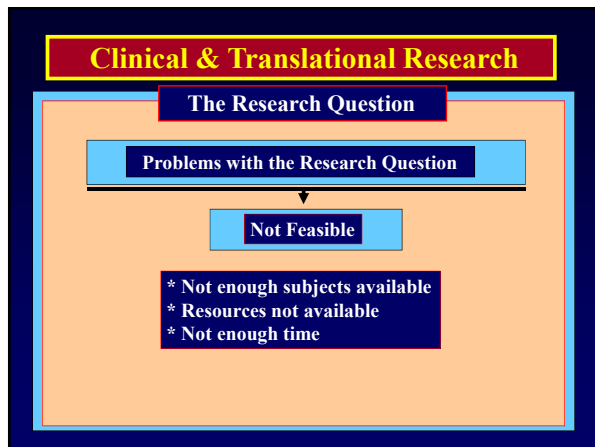 Clinical & Translational Research
The Research Question
Problems with the Research Question
Not Feasible
* Not enough subjects available
* Resources not available
* Not enough time